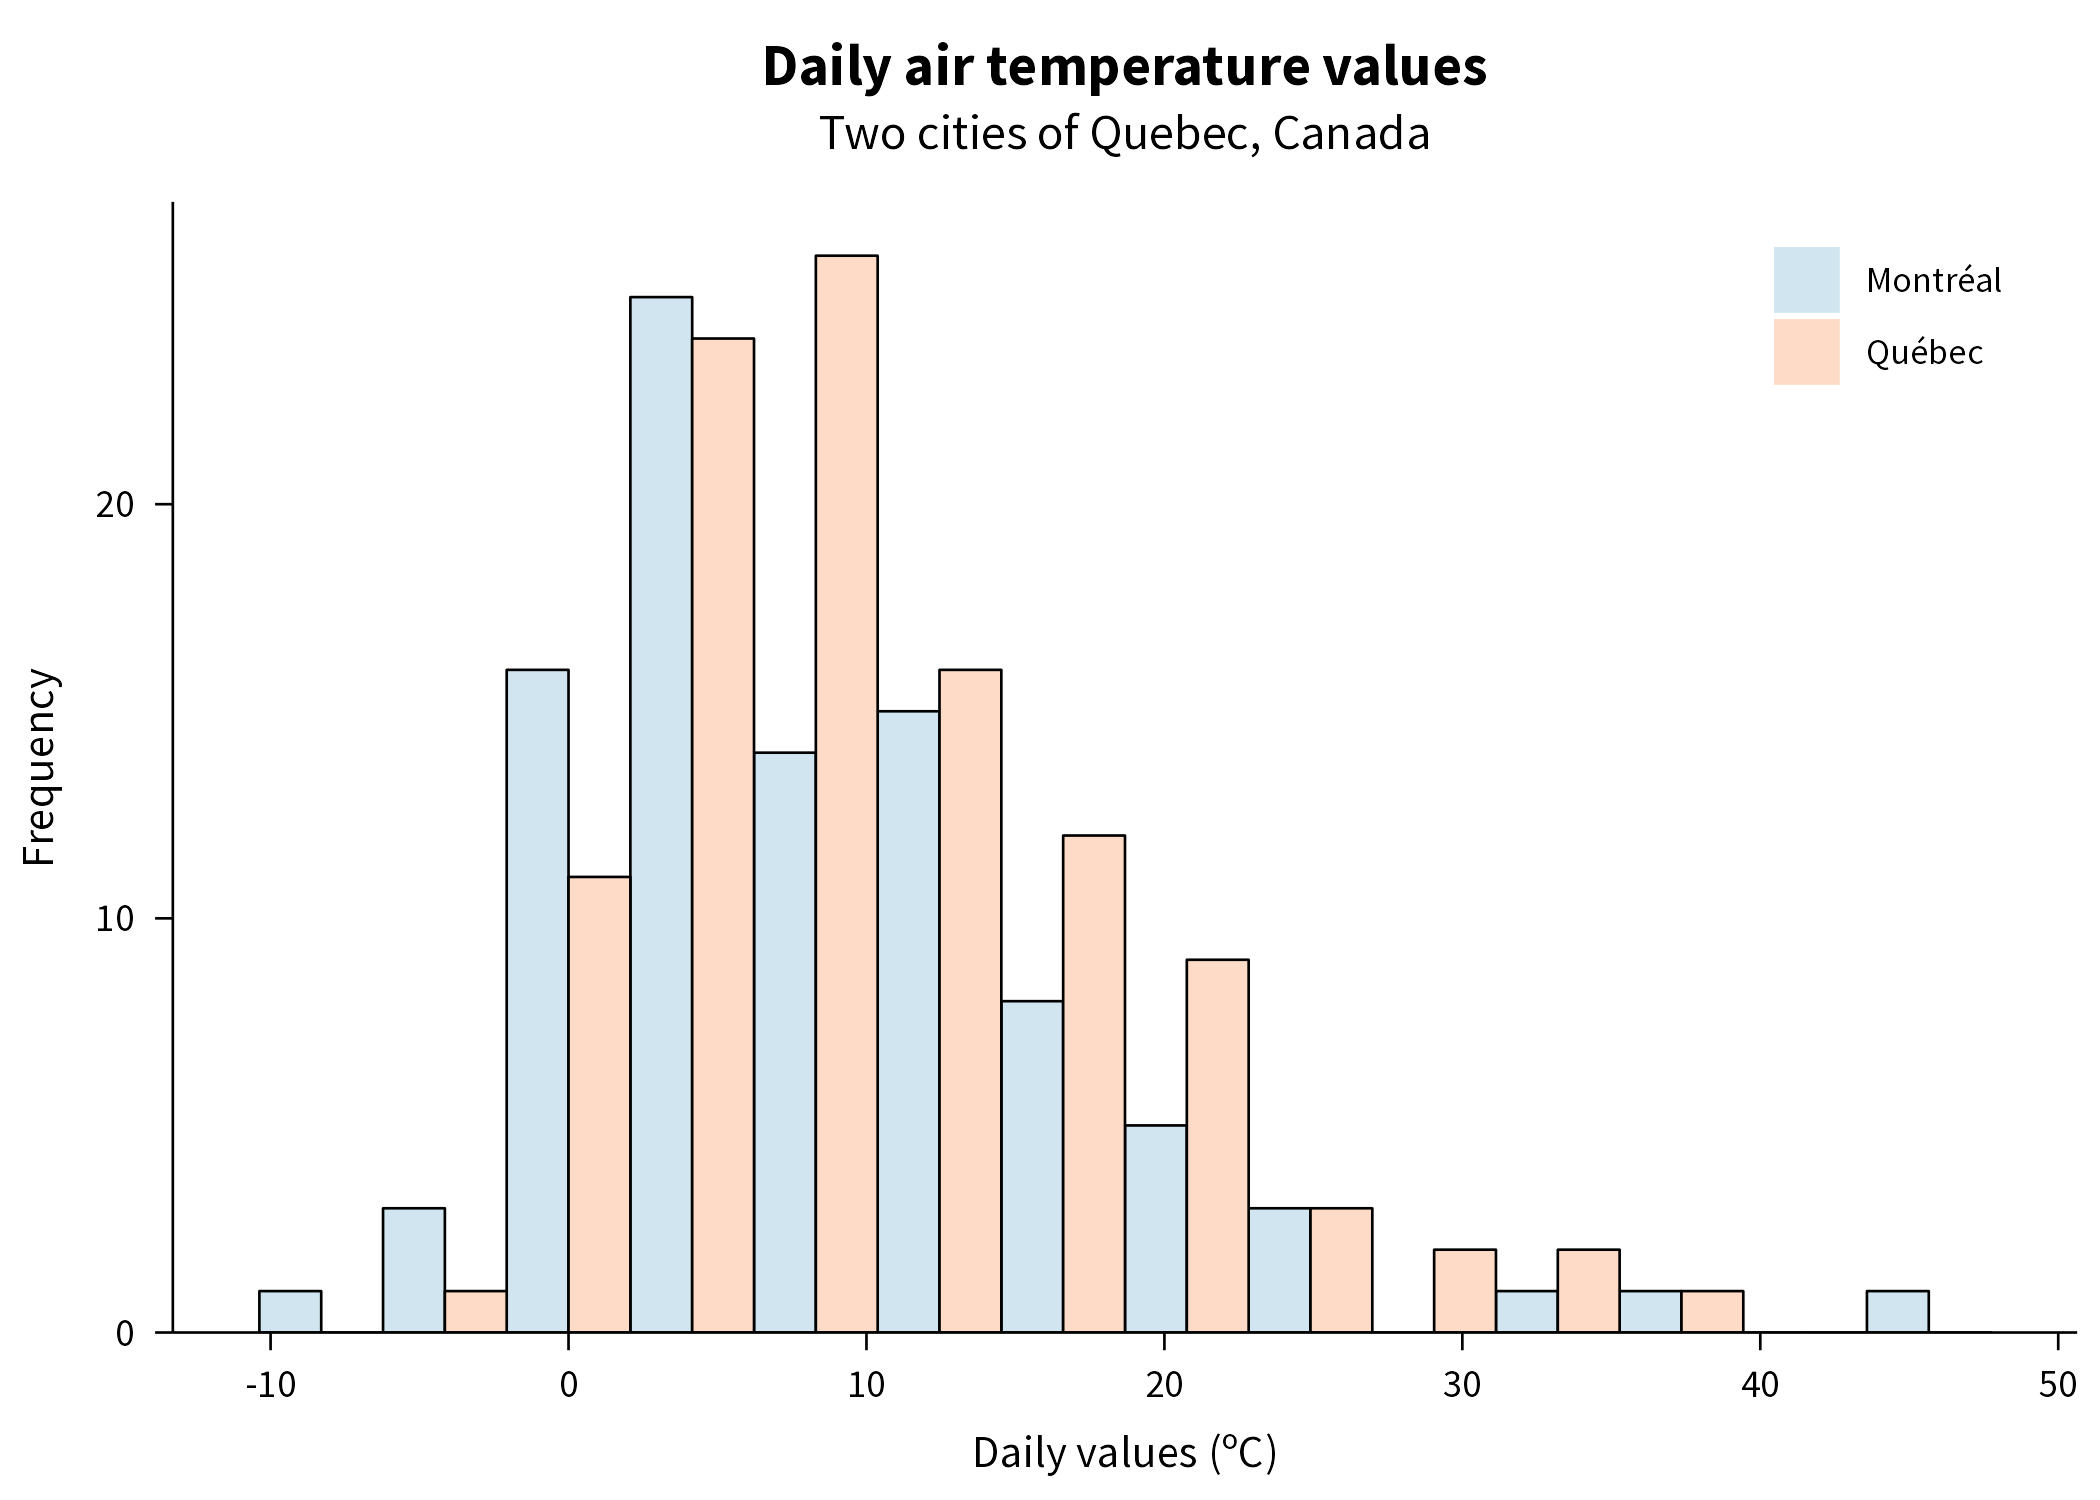 Daily air temperature values
Two cities of Quebec, Canada
Montréal
Québec
Frequency
20
10
0
-10 0 10 20 30 40 50
Daily values (ºC)